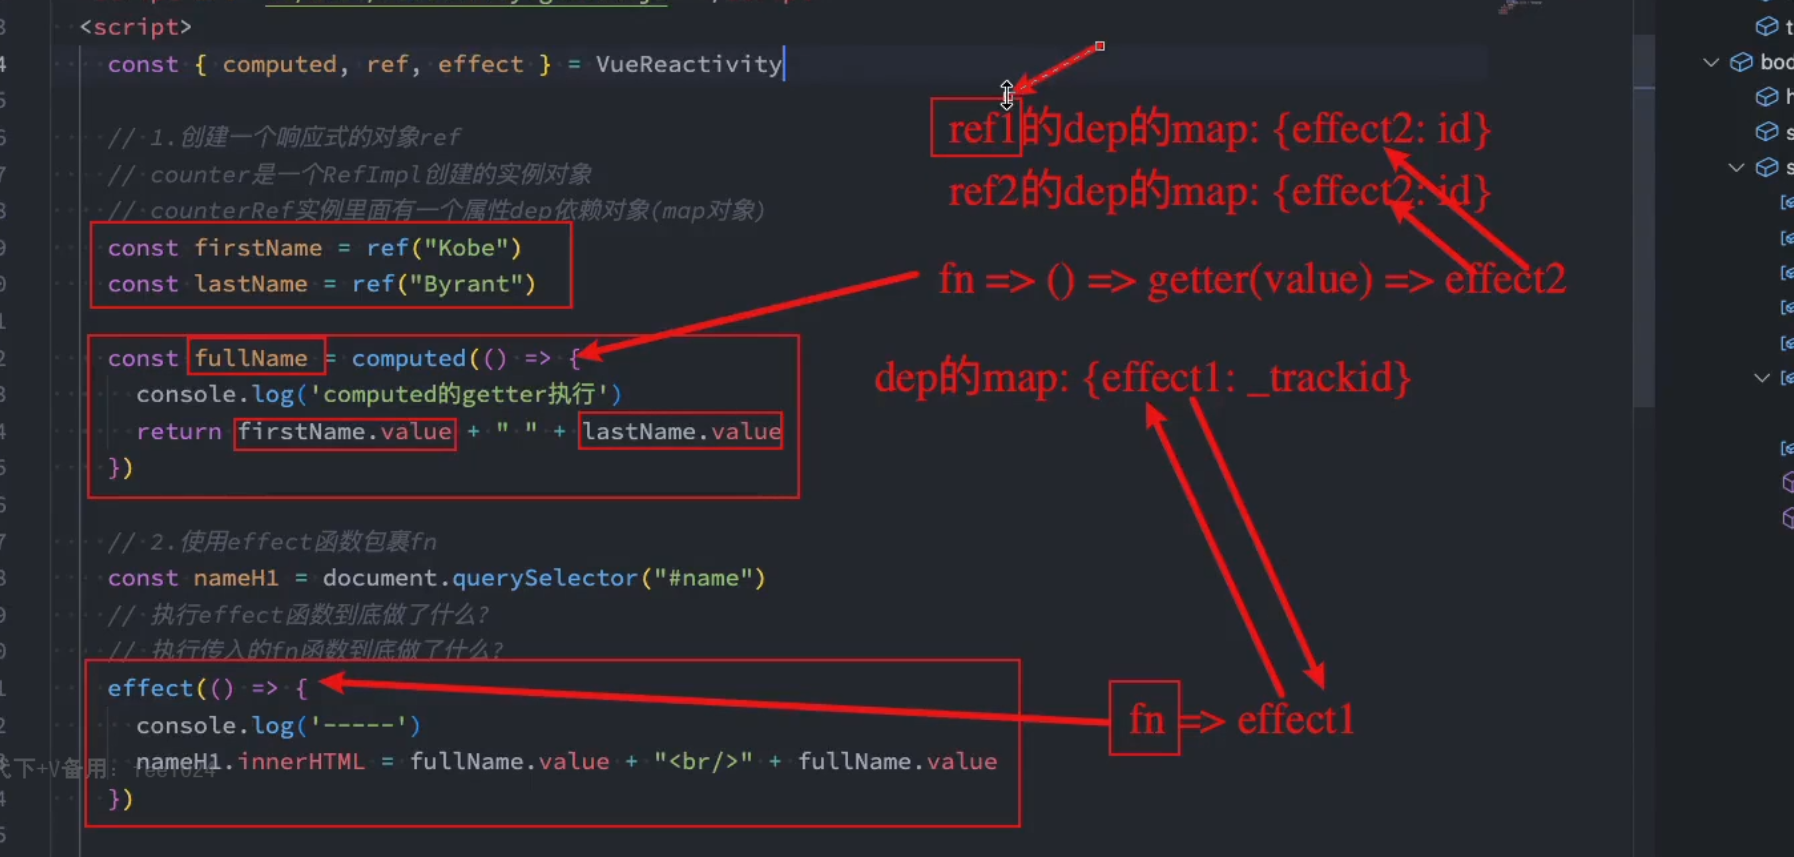 <script>
const { computed, ref, effect } = VueReactivity
// 1.创建一个响应式的对象ref
// counter是一个RefImpl创建的实例对象
// counterRef实例里面有一个属性dep依赖对象(map对象)
const firstName = ref("Kobe")
const lastName = ref("Byrant")
const fullName = computed(() => {
console.log('computed的getter执行')
return firstName.value + " " + lastName.value
})
// 2.使用effect函数包裹fn
const nameH1 = document.querySelector("#name")
// 执行effect函数到底做了什么?
// 执行传入的fn函数到底做了什么?
effect(() => {
console.log('-----')
nameH1.innerHTML = fullName.value + "<br/>" + fullName.value
})
ref1的dep的map: {effect2: id}
ref2的dep的map: {effect2: id}
fn => () => getter(value) => effect2
dep的map: {effect1: _trackid}
fn => effect1